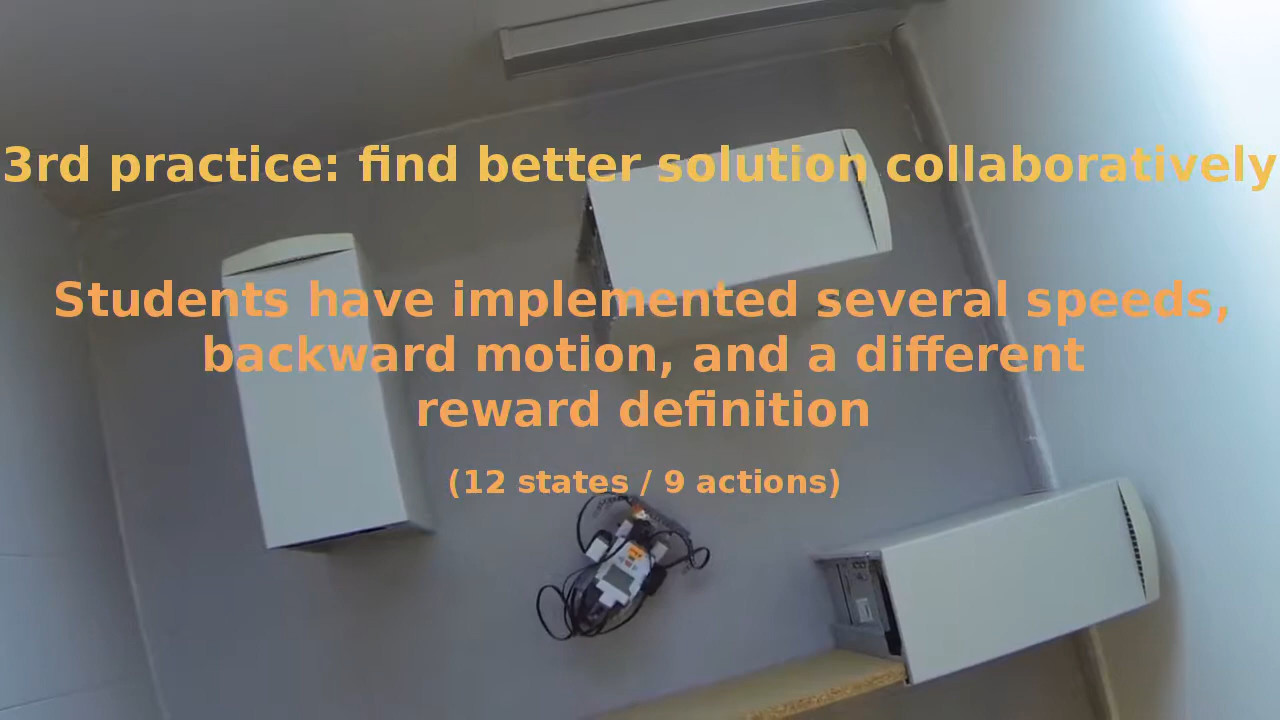 3rd practice: find better solution collaboratively
Students have implemented several speeds,
backward motion, and a different
reward definition
(12 states / 9 actions)